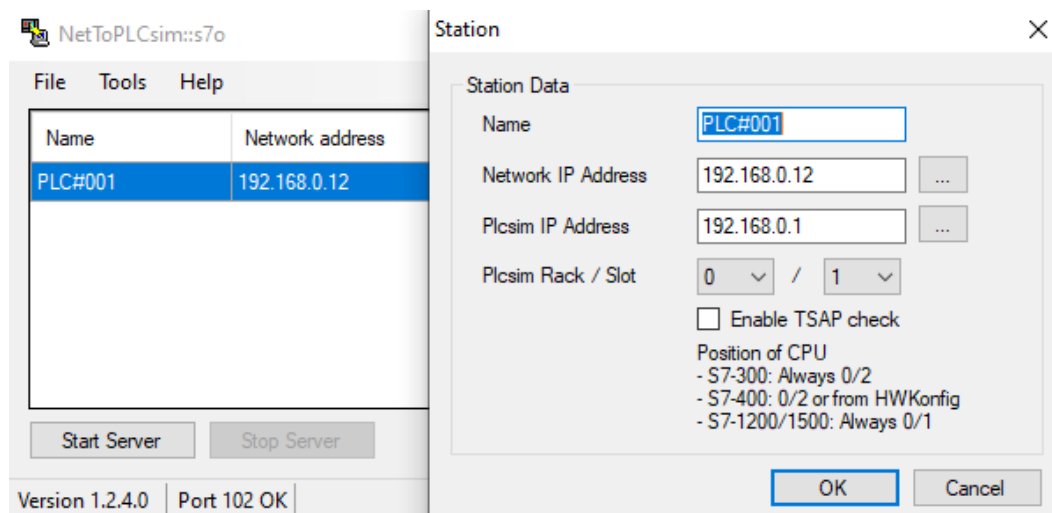 NetToPLCsim::s7o
File Tools Help
Name Network address
PLC#001 192.168.0.12
Start Server Stop Server
Version 1.2.4.0 Port 102 OK
Station
Station Data
Name PLC#001
Network IP Address 192.168.0.12 ...
Plcsim IP Address 192.168.0.1 ...
Plcsim Rack / Slot 0 / 1
Enable TSAP check
Position of CPU
- S7-300: Always 0/2
- S7-400: 0/2 or from HWKonfig
- S7-1200/1500: Always 0/1
OK Cancel